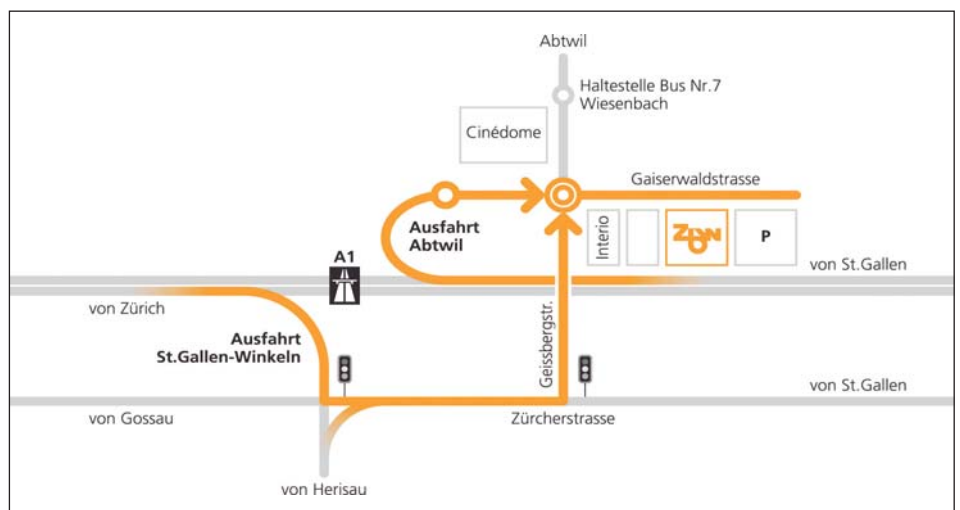 Abtwil
Haltestelle Bus Nr.7
Wiesenbach
Cinédome
Gaiserwaldstrasse
Ausfahrt
Abtwil
Interio
P
A1
von St.Gallen
von Zürich
Ausfahrt
St.Gallen-Winkeln
Geissbergstr.
von St.Gallen
von Gossau
Zürcherstrasse
von Herisau